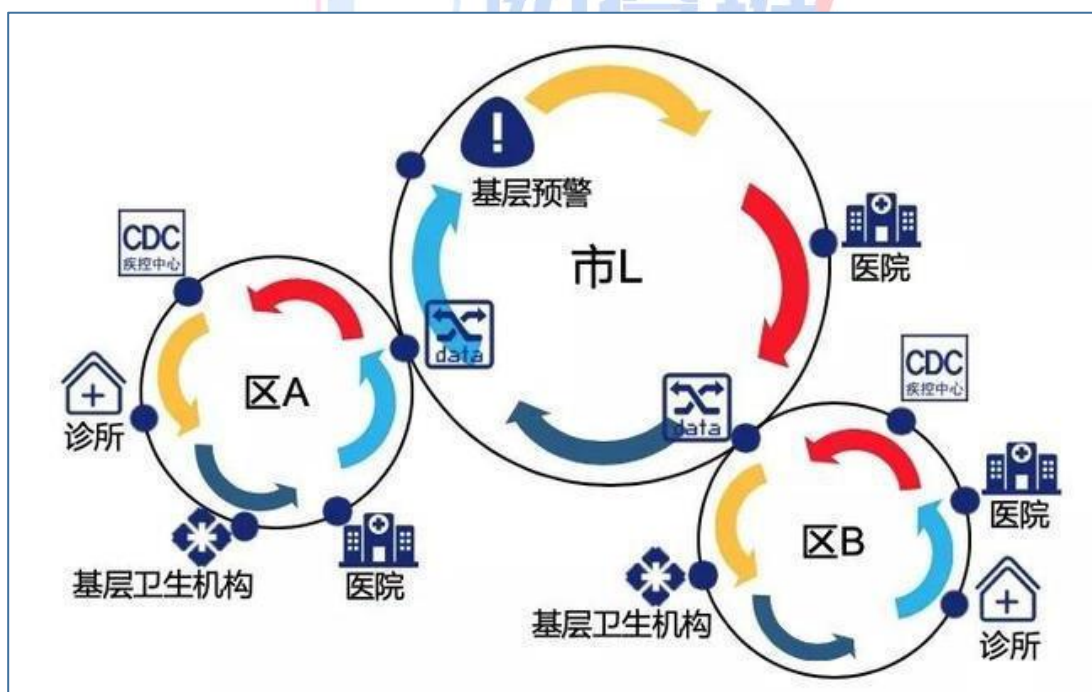 基层预警
市L
医院
data
data
CDC
疾控中心
区A
诊所
基层卫生机构
医院
CDC
疾控中心
区B
医院
基层卫生机构
诊所